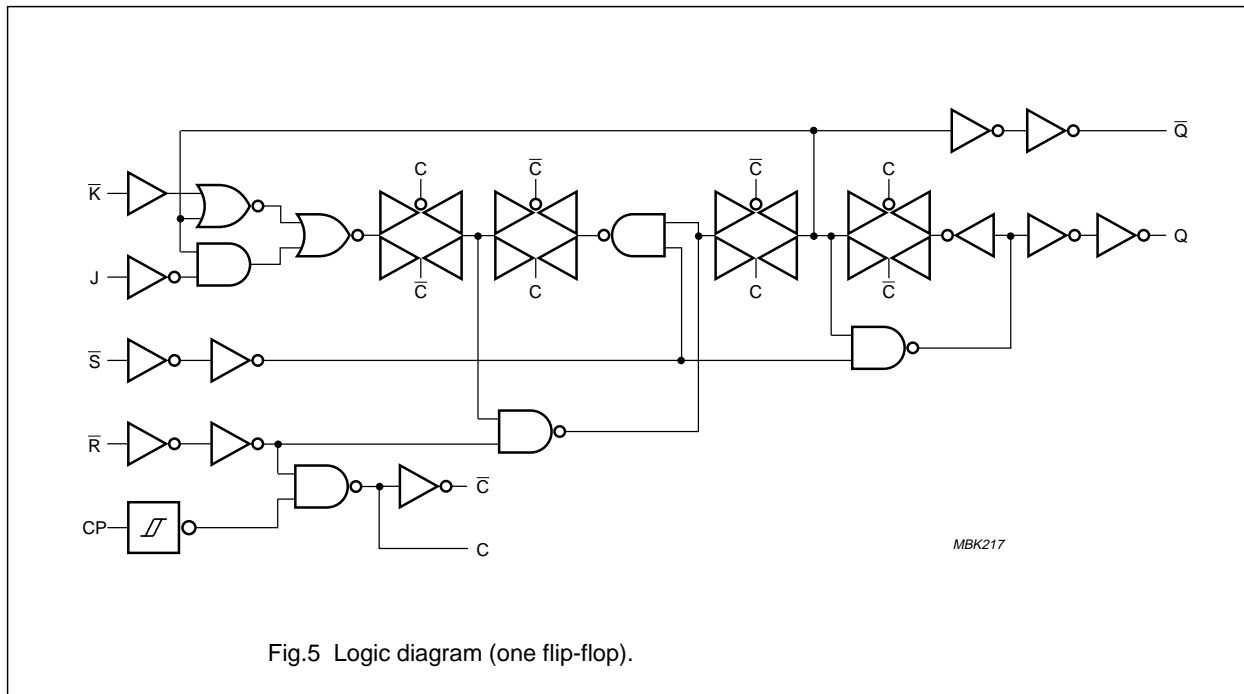 Q̅
C C̅ C̅ C
K̅
Q
J
C̅ C C C̅
S̅
R̅
C̅
CP
C
MBK217
Fig.5 Logic diagram (one flip-flop).